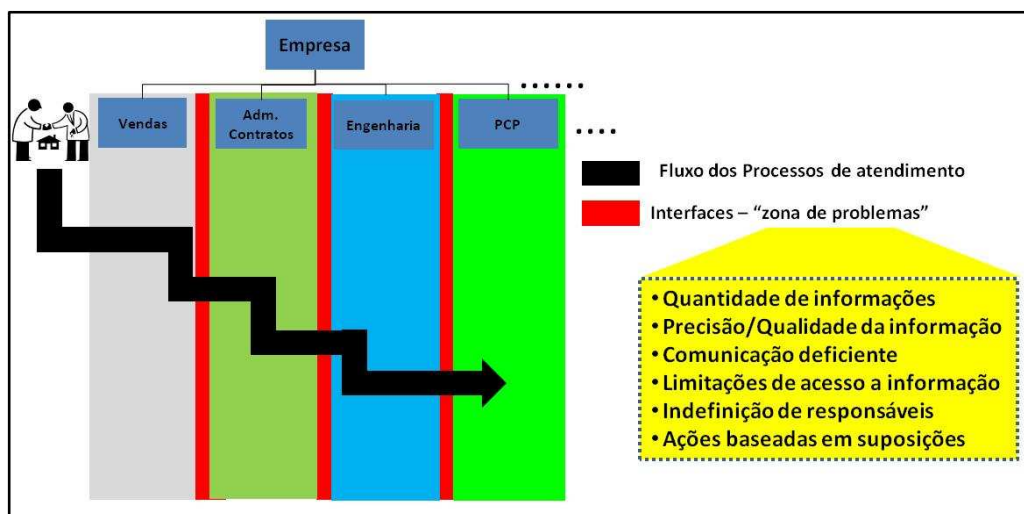 Empresa
......
Vendas
Adm.
Contratos
Engenharia
PCP
....
Fluxo dos Processos de atendimento
Interfaces – “zona de problemas”
• Quantidade de informações
• Precisão/Qualidade da informação
• Comunicação deficiente
• Limitações de acesso a informação
• Indefinição de responsáveis
• Ações baseadas em suposições